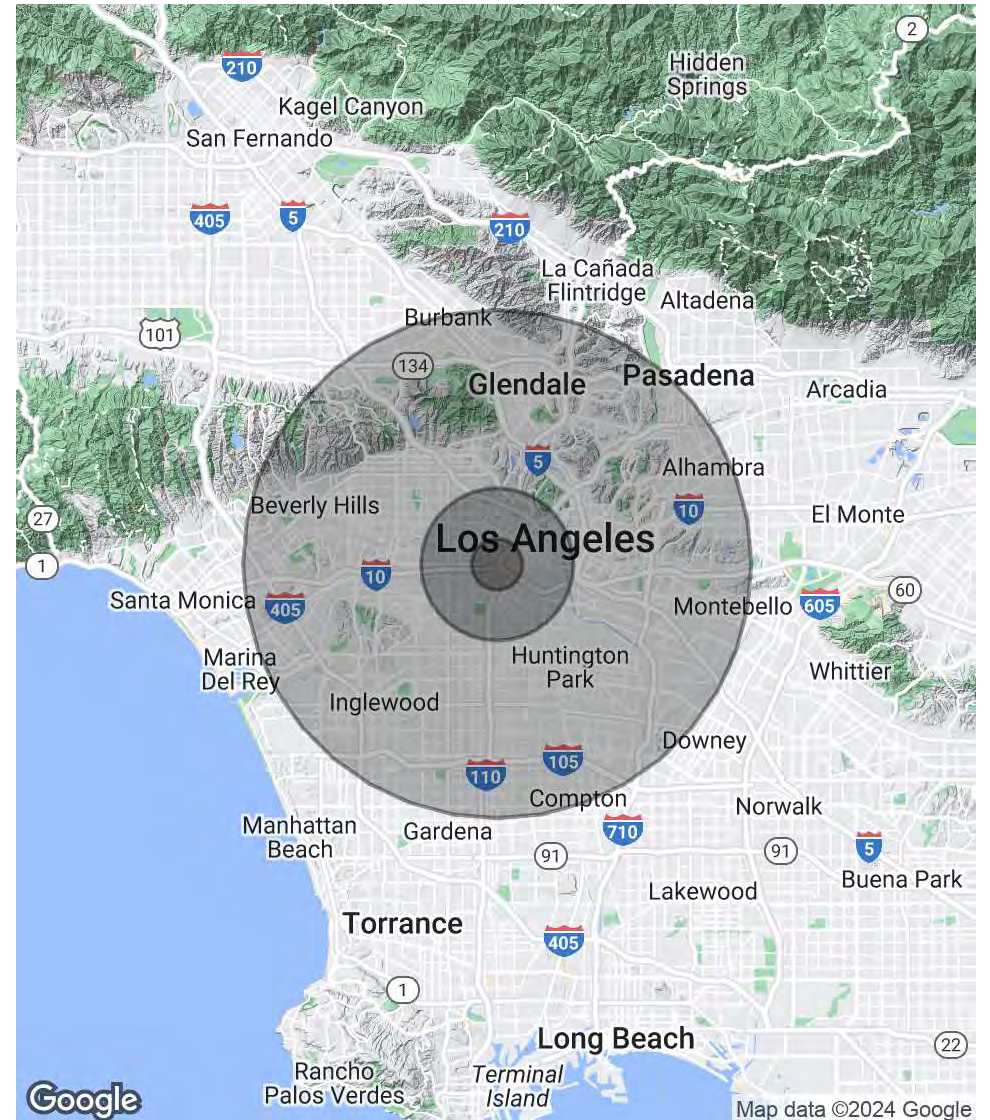 2
Hidden
Springs
210
Kagel Canyon
San Fernando
405
5
210
La Cañada
Flintridge
Altadena
Burbank
101
134
Glendale
Pasadena
Arcadia
5
Alhambra
Beverly Hills
10
El Monte
27
Los Angeles
1
10
Santa Monica
405
Montebello
605
60
Marina
Del Rey
Huntington
Park
Whittier
Inglewood
Downey
110
105
Compton
Norwalk
Manhattan
Beach
Gardena
710
91
91
5
Buena Park
Lakewood
Torrance
405
1
Long Beach
22
Rancho
Palos Verdes
Terminal
Island
Google
Map data ©2024 Google